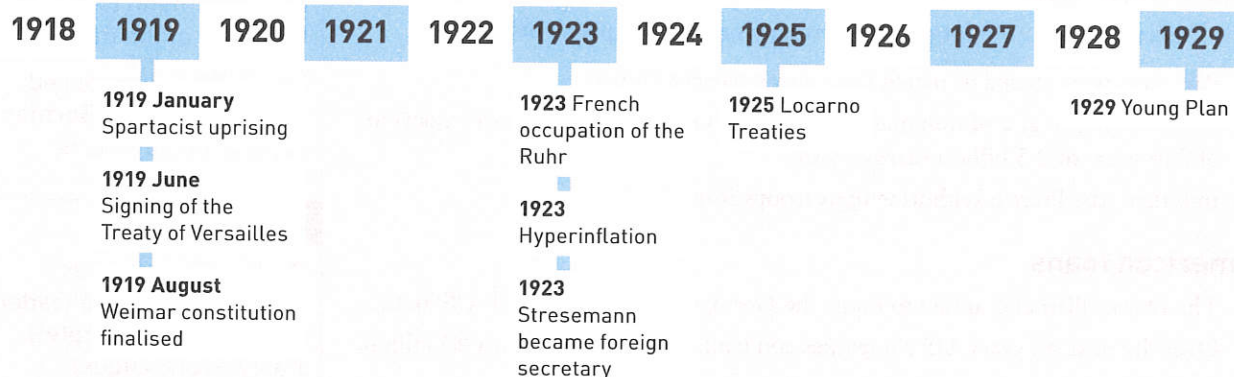 1918 1919 1920 1921 1922 1923 1924 1925 1926 1927 1928 1929
1919 January
Spartacist uprising
1919 June
Signing of the
Treaty of Versailles
1919 August
Weimar constitution
finalised
1923 French
occupation of the
Ruhr
1923
Hyperinflation
1923
Stresemann
became foreign
secretary
1925 Locarno
Treaties
1929 Young Plan